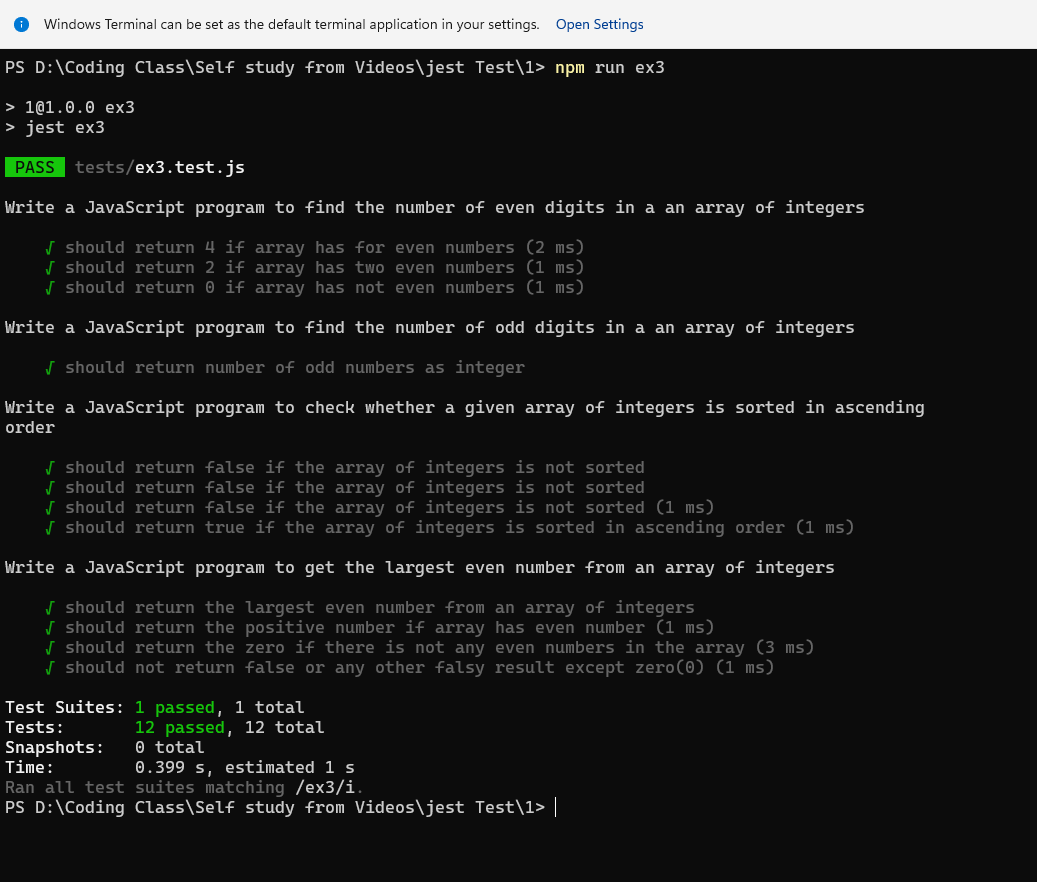 Windows Terminal can be set as the default terminal application in your settings. Open Settings
PS D:\Coding Class\Self study from Videos\jest Test\1> npm run ex3
> 1@1.0.0 ex3
> jest ex3
PASS tests/ex3.test.js
Write a JavaScript program to find the number of even digits in a an array of integers
√ should return 4 if array has for even numbers (2 ms)
√ should return 2 if array has two even numbers (1 ms)
√ should return 0 if array has not even numbers (1 ms)
Write a JavaScript program to find the number of odd digits in a an array of integers
√ should return number of odd numbers as integer
Write a JavaScript program to check whether a given array of integers is sorted in ascending
order
√ should return false if the array of integers is not sorted
√ should return false if the array of integers is not sorted
√ should return false if the array of integers is not sorted (1 ms)
√ should return true if the array of integers is sorted in ascending order (1 ms)
Write a JavaScript program to get the largest even number from an array of integers
√ should return the largest even number from an array of integers
√ should return the positive number if array has even number (1 ms)
√ should return the zero if there is not any even numbers in the array (3 ms)
√ should not return false or any other falsy result except zero(0) (1 ms)
Test Suites: 1 passed, 1 total
Tests: 12 passed, 12 total
Snapshots: 0 total
Time: 0.399 s, estimated 1 s
Ran all test suites matching /ex3/i.
PS D:\Coding Class\Self study from Videos\jest Test\1>